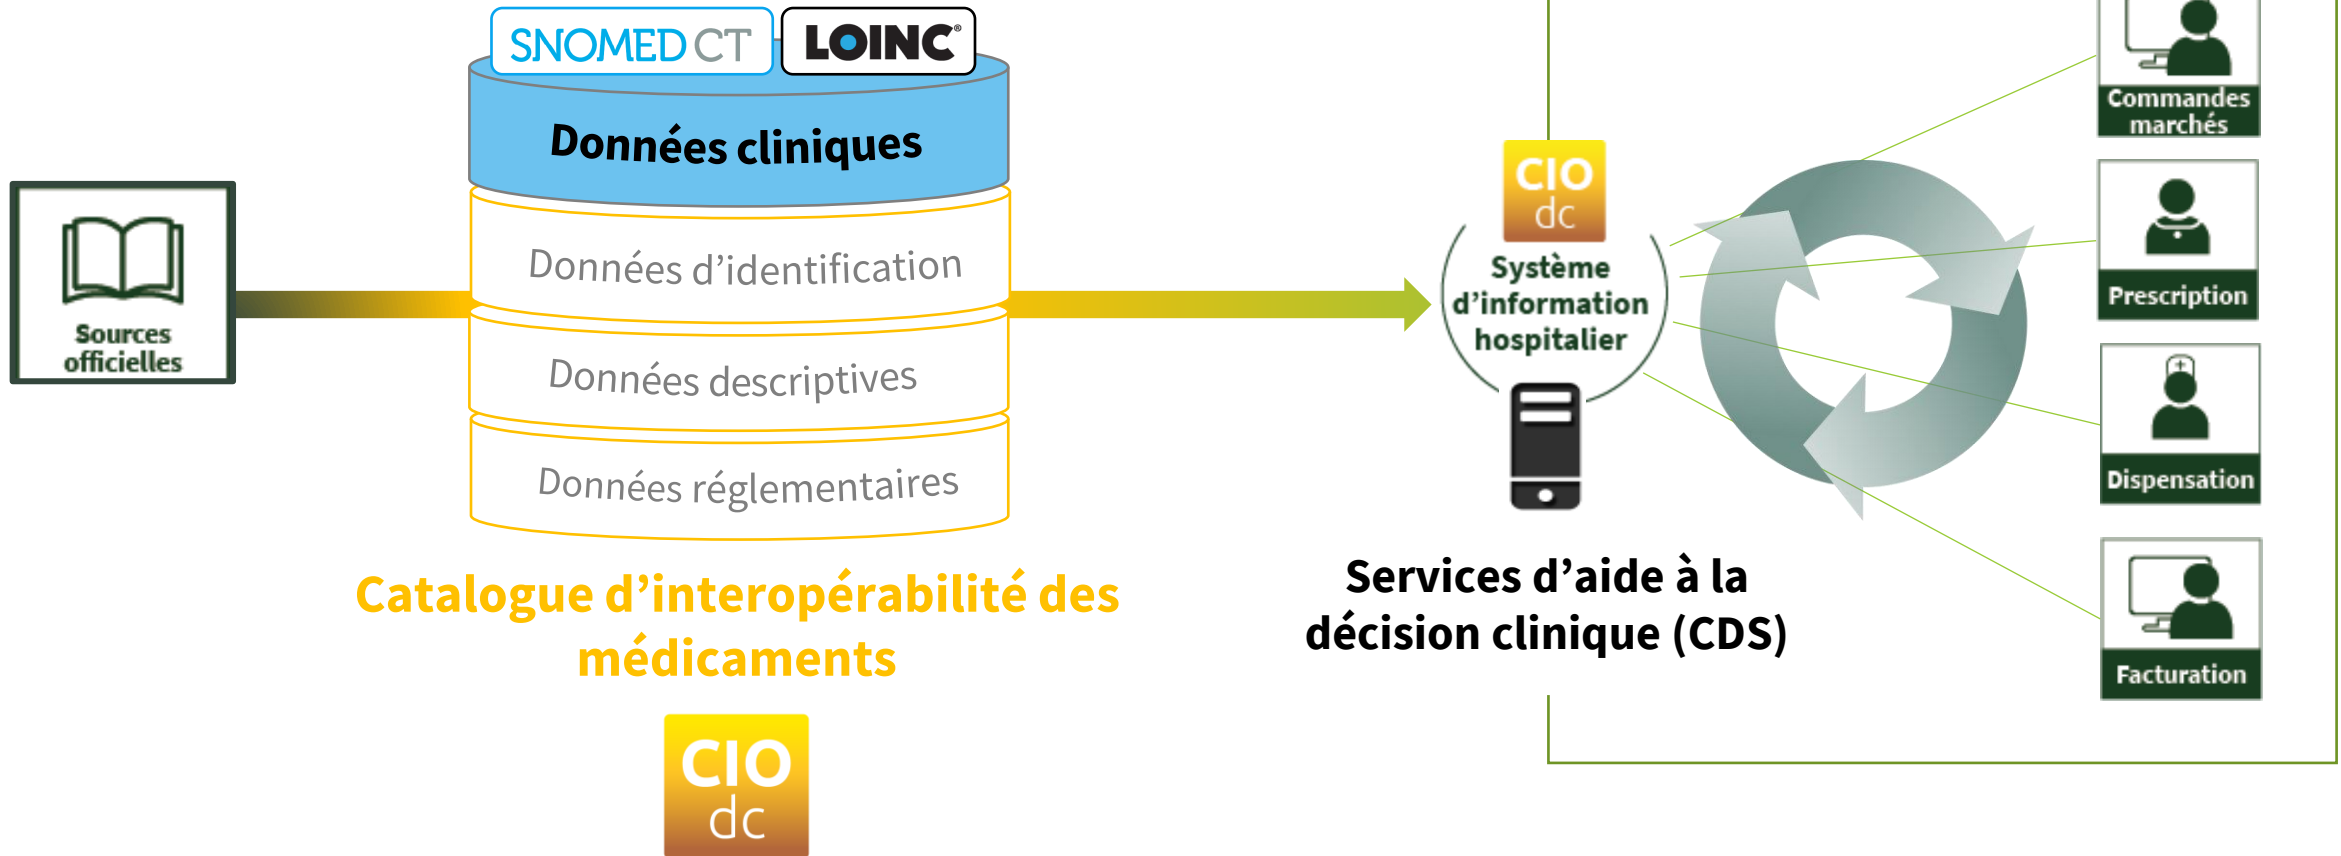 SNOMED CT
LOINC®
Données cliniques
Données d’identification
Données descriptives
Données réglementaires
Sources
officielles
Catalogue d’interopérabilité des
médicaments
CIO
dc
CIO
dc
Système
d’information
hospitalier
Services d’aide à la
décision clinique (CDS)
Commandes
marchés
Prescription
Dispensation
Facturation